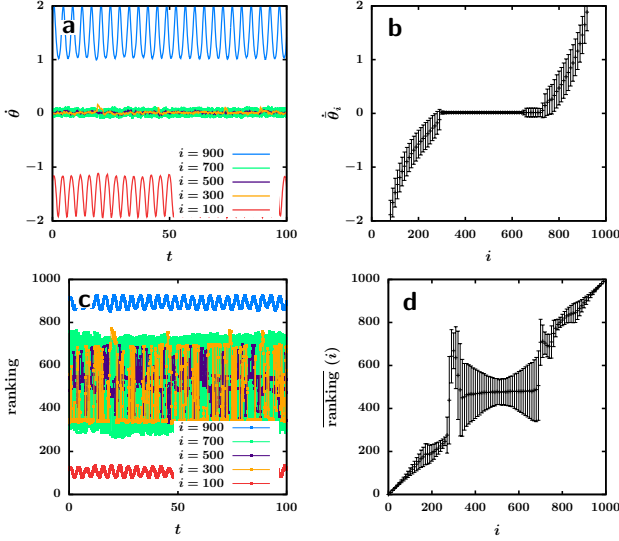 a
2
1
0
−1
−2
θ̇
i = 900
i = 700
i = 500
i = 300
i = 100
0
50
100
t
b
2
1
0
−1
−2
θ̇̄ᵢ
0
200
400
600
800
1000
i
c
1000
800
600
400
200
0
ranking
i = 900
i = 700
i = 500
i = 300
i = 100
0
50
100
t
d
1000
800
600
400
200
0
ranking (i)
0
200
400
600
800
1000
i